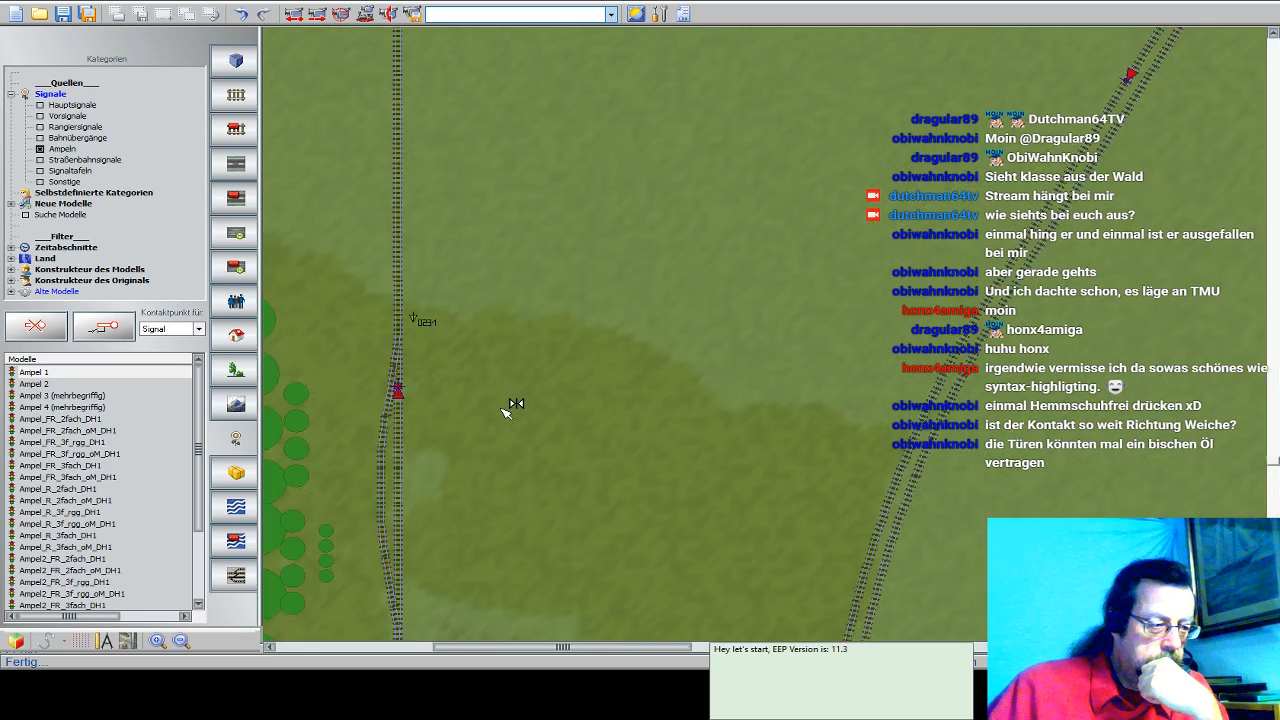 Kategorien
___Quellen___
Signale
Hauptsignale
Vorsignale
Rangiersignale
Bahnübergänge
Ampeln
Straßenbahnsignale
Signaltafeln
Sonstige
Selbstdefinierte Kategorien
Neue Modelle
Suche Modelle
___Filter___
Zeitabschnitte
Land
Konstrukteur des Modells
Konstrukteur des Originals
Alte Modelle
Kontaktpunkt für:
Signal
Modelle
Ampel 1
Ampel 2
Ampel 3 (mehrbegriffig)
Ampel 4 (mehrbegriffig)
Ampel_FR_2fach_DH1
Ampel_FR_2fach_oM_DH1
Ampel_FR_3f_rgg_DH1
Ampel_FR_3f_rgg_oM_DH1
Ampel_FR_3fach_DH1
Ampel_FR_3fach_oM_DH1
Ampel_R_2fach_DH1
Ampel_R_2fach_oM_DH1
Ampel_R_3f_rgg_DH1
Ampel_R_3f_rgg_oM_DH1
Ampel_R_3fach_DH1
Ampel_R_3fach_oM_DH1
Ampel2_FR_2fach_DH1
Ampel2_FR_2fach_oM_DH1
Ampel2_FR_3f_rgg_DH1
Ampel2_FR_3f_rgg_oM_DH1
Ampel2_FR_3fach_DH1
Fertig...
dragular89 Dutchman64TV
obiwahnknobi Moin @Dragular89
dragular89 ObiWahnKnobi
obiwahnknobi Sieht klasse aus der Wald
dutchman64tv Stream hängt bei mir
dutchman64tv wie siehts bei euch aus?
obiwahnknobi einmal hing er und einmal ist er ausgefallen
bei mir
obiwahnknobi aber gerade gehts
obiwahnknobi Und ich dachte schon, es läge an TMU
honx4amiga moin
dragular89 honx4amiga
obiwahnknobi huhu honx
honx4amiga irgendwie vermisse ich da sowas schönes wie
syntax-highligting.
obiwahnknobi einmal Hemmschuhfrei drücken xD
obiwahnknobi ist der Kontakt so weit Richtung Weiche?
obiwahnknobi die Türen könnten mal ein bischen Öl
vertragen
Hey let's start, EEP Version is: 11.3